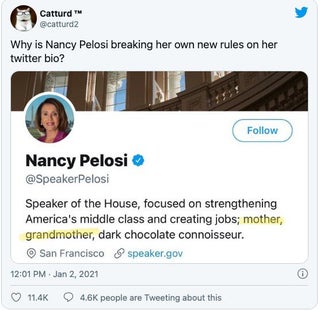 Catturd ™
@catturd2
Why is Nancy Pelosi breaking her own new rules on her
twitter bio?
Follow
Nancy Pelosi
@SpeakerPelosi
Speaker of the House, focused on strengthening
America's middle class and creating jobs; mother,
grandmother, dark chocolate connoisseur.
San Francisco speaker.gov
12:01 PM · Jan 2, 2021
11.4K 4.6K people are Tweeting about this